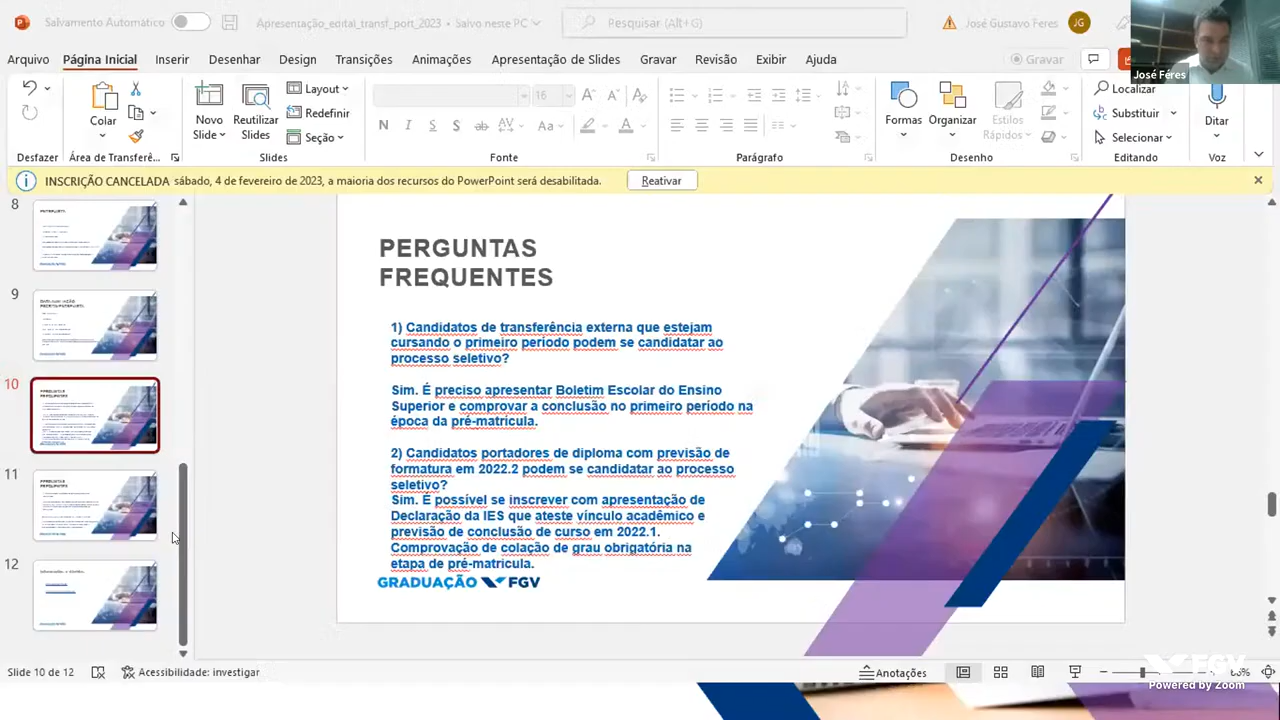 Salvamento Automático
Apresentação_edital_transf_port_2023 • Salvo neste PC
Pesquisar (Alt+G)
José Gustavo Feres
JG
José Féres
Arquivo
Página Inicial
Inserir
Desenhar
Design
Transições
Animações
Apresentação de Slides
Gravar
Revisão
Exibir
Ajuda
Gravar
Colar
Novo
Slide
Reutilizar
Slides
Layout
Redefinir
Seção
16
N I S S ab AV Aa A
Formas
Organizar
Estilos
Rápidos
Localizar
Substituir
Selecionar
Ditar
Desfazer
Área de Transferê...
Slides
Fonte
Parágrafo
Desenho
Editando
Voz
INSCRIÇÃO CANCELADA sábado, 4 de fevereiro de 2023, a maioria dos recursos do PowerPoint será desabilitada.
Reativar
8
9
10
11
12
PERGUNTAS
FREQUENTES
1) Candidatos de transferência externa que estejam
cursando o primeiro período podem se candidatar ao
processo seletivo?
Sim. É preciso apresentar Boletim Escolar do Ensino
Superior e comprovar a conclusão no primeiro período na
época da pré-matrícula.
2) Candidatos portadores de diploma com previsão de
formatura em 2022.2 podem se candidatar ao processo
seletivo?
Sim. É possível se inscrever com apresentação de
Declaração da IES que ateste vínculo acadêmico e
previsão de conclusão de curso em 2022.1.
Comprovação de colação de grau obrigatória na
etapa de pré-matrícula.
GRADUAÇÃO FGV
Slide 10 de 12
Acessibilidade: investigar
Anotações
FGV
Powered by Zoom